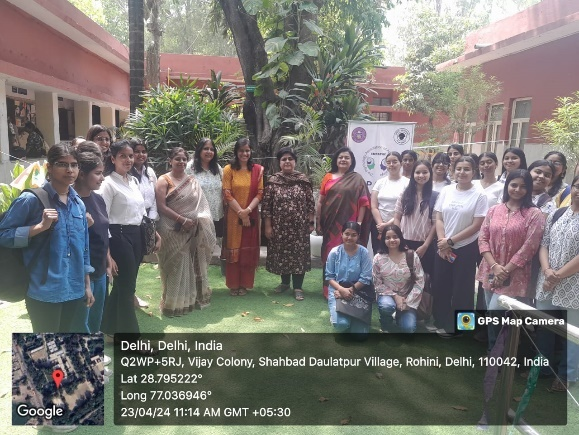 GPS Map Camera
Delhi, Delhi, India
Q2WP+5RJ, Vijay Colony, Shahbad Daulatpur Village, Rohini, Delhi, 110042, India
Lat 28.795222°
Long 77.036946°
23/04/24 11:14 AM GMT +05:30
Google